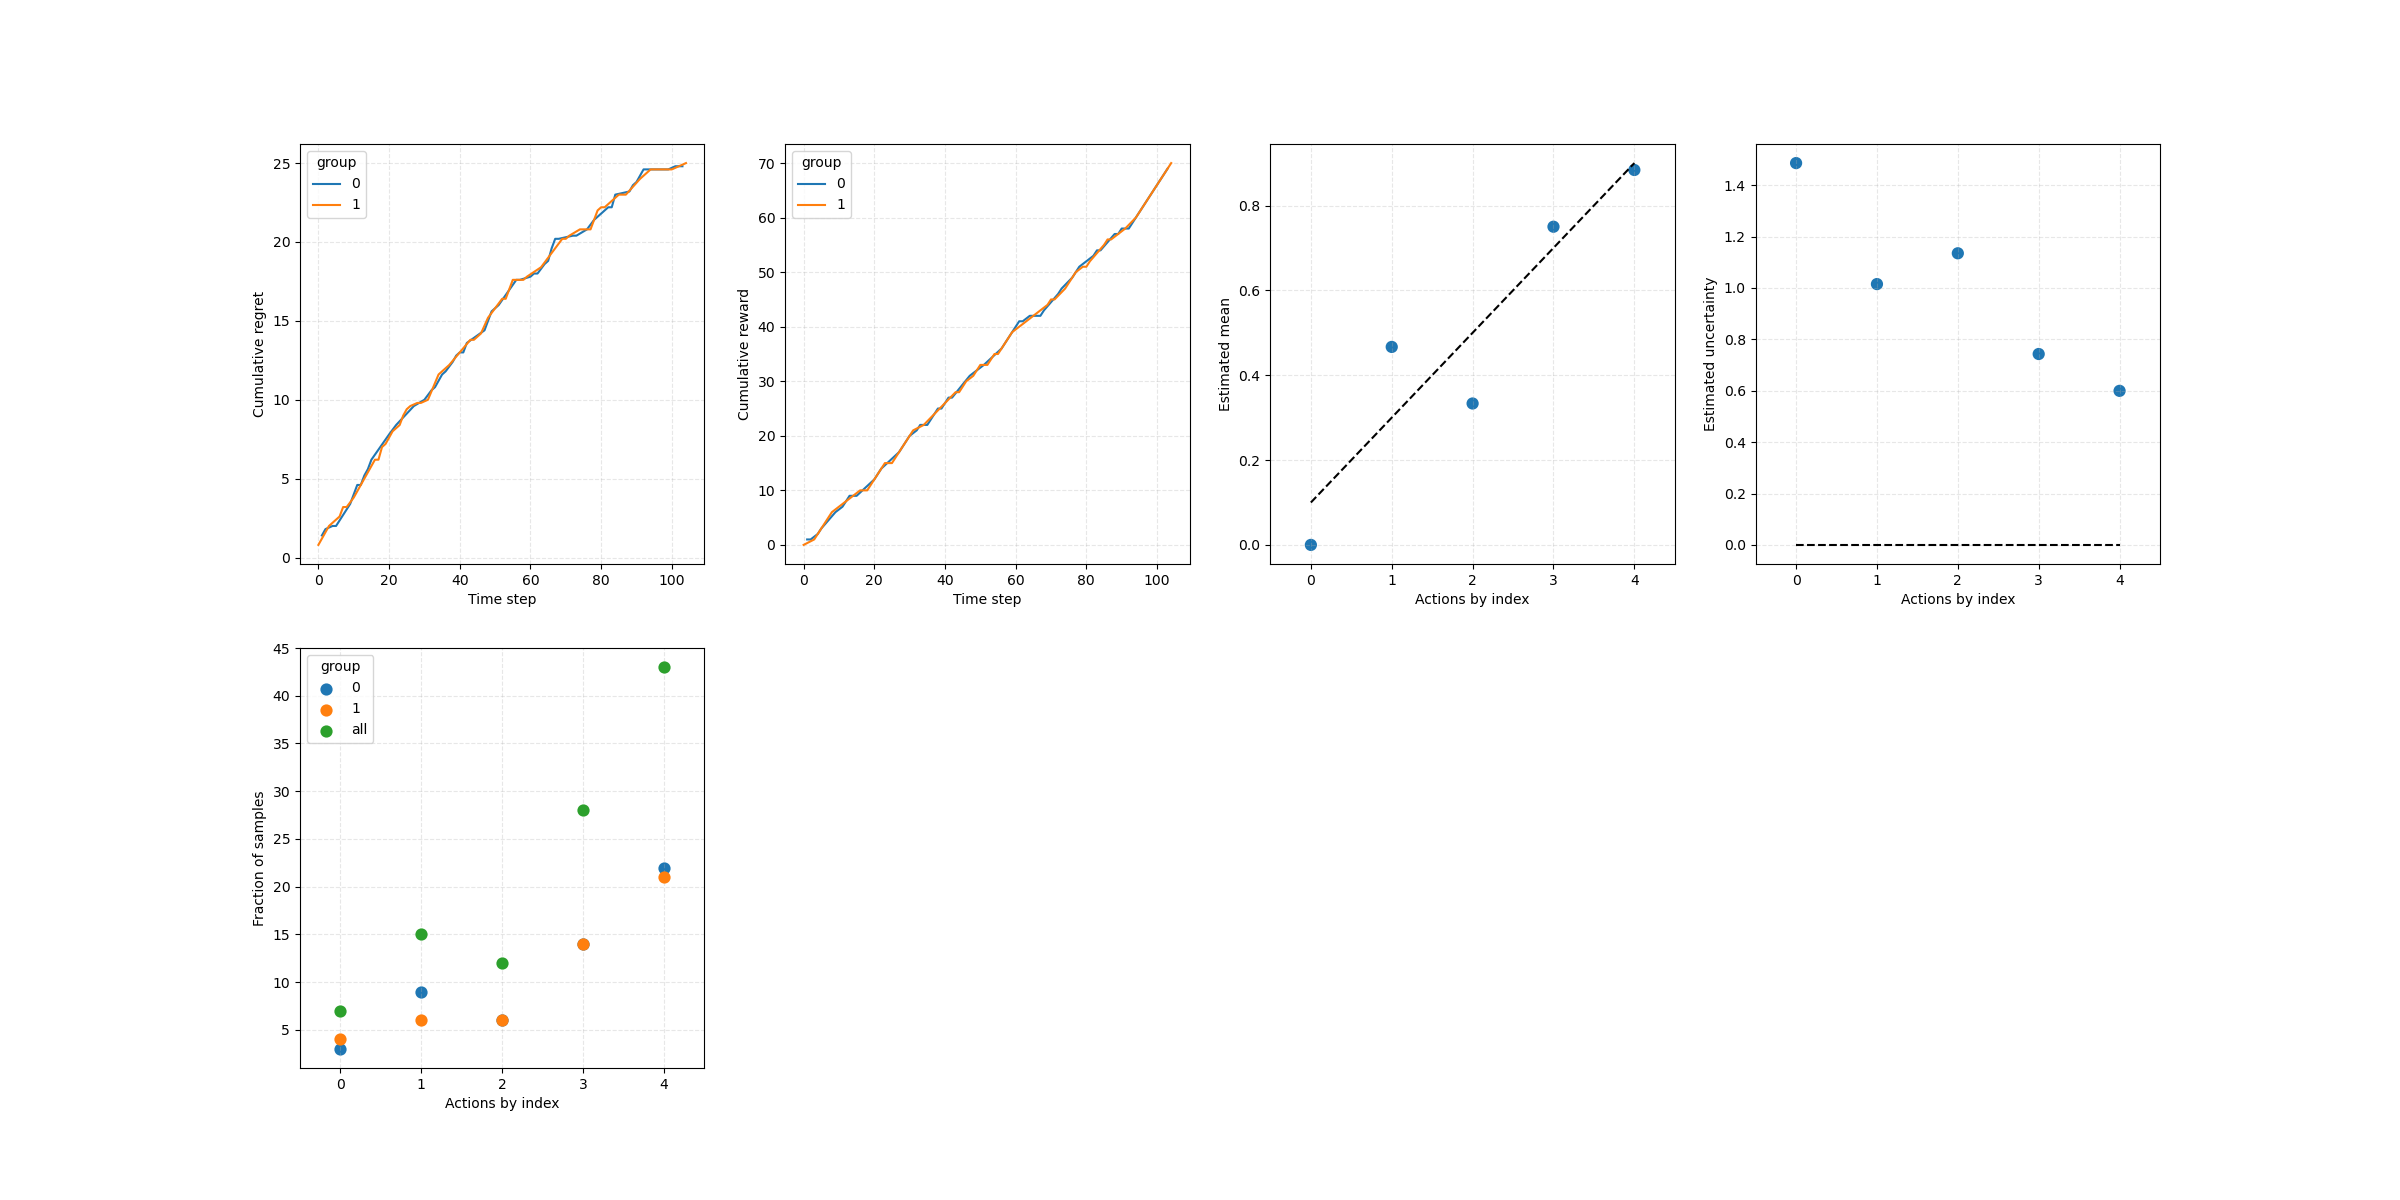 group
0
1
25
20
15
10
5
0
Cumulative regret
0 20 40 60 80 100
Time step
group
0
1
70
60
50
40
30
20
10
0
Cumulative reward
0 20 40 60 80 100
Time step
0.8
0.6
0.4
0.2
0.0
Estimated mean
0 1 2 3 4
Actions by index
1.4
1.2
1.0
0.8
0.6
0.4
0.2
0.0
Estimated uncertainty
0 1 2 3 4
Actions by index
group
0
1
all
45
40
35
30
25
20
15
10
5
Fraction of samples
0 1 2 3 4
Actions by index